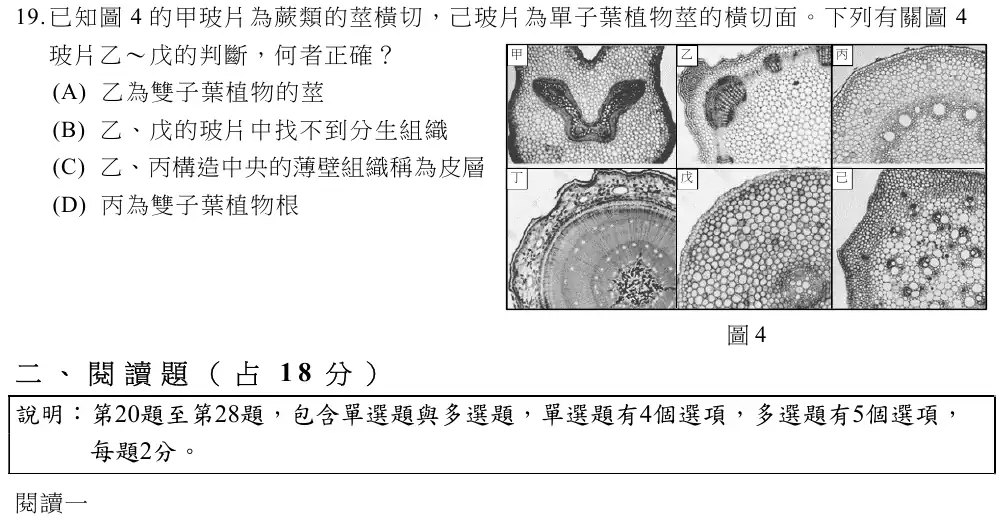 19.已知圖 4 的甲玻片為蕨類的莖橫切，己玻片為單子葉植物莖的橫切面。下列有關圖 4
玻片乙～戊的判斷，何者正確？
(A) 乙為雙子葉植物的莖
(B) 乙、戊的玻片中找不到分生組織
(C) 乙、丙構造中央的薄壁組織稱為皮層
(D) 丙為雙子葉植物根
甲 乙 丙
丁 戊 己
圖 4
二、閱讀題（占 18 分）
說明：第20題至第28題，包含單選題與多選題，單選題有4個選項，多選題有5個選項，
每題2分。
閱讀一